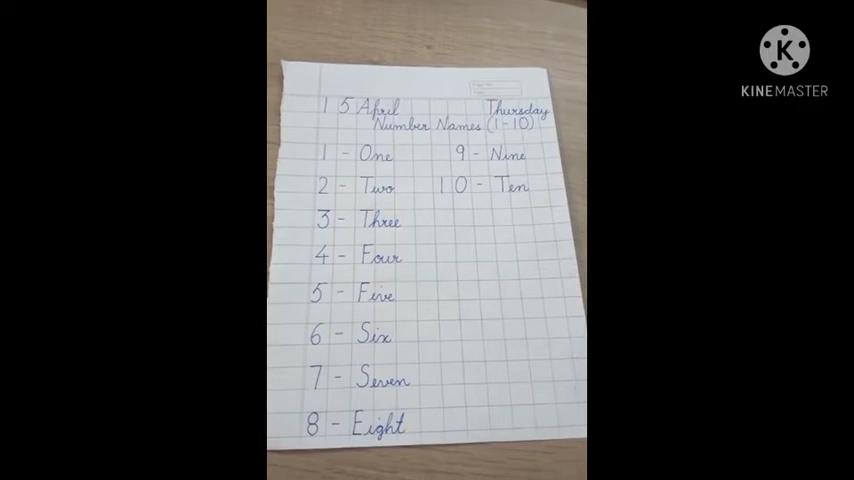 15 April Thursday
Number Names (1-10)
1 - One
2 - Two
3 - Three
4 - Four
5 - Five
6 - Six
7 - Seven
8 - Eight
9 - Nine
10 - Ten
K
KINEMASTER